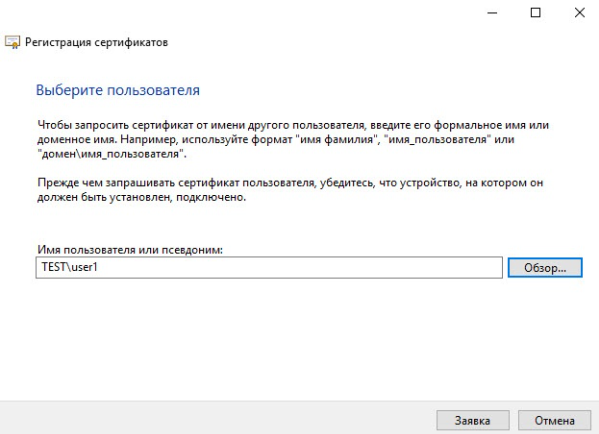 Регистрация сертификатов
Выберите пользователя
Чтобы запросить сертификат от имени другого пользователя, введите его формальное имя или
доменное имя. Например, используйте формат "имя фамилия", "имя_пользователя" или
"домен\имя_пользователя".
Прежде чем запрашивать сертификат пользователя, убедитесь, что устройство, на котором он
должен быть установлен, подключено.
Имя пользователя или псевдоним:
TEST\user1
Обзор...
Заявка
Отмена